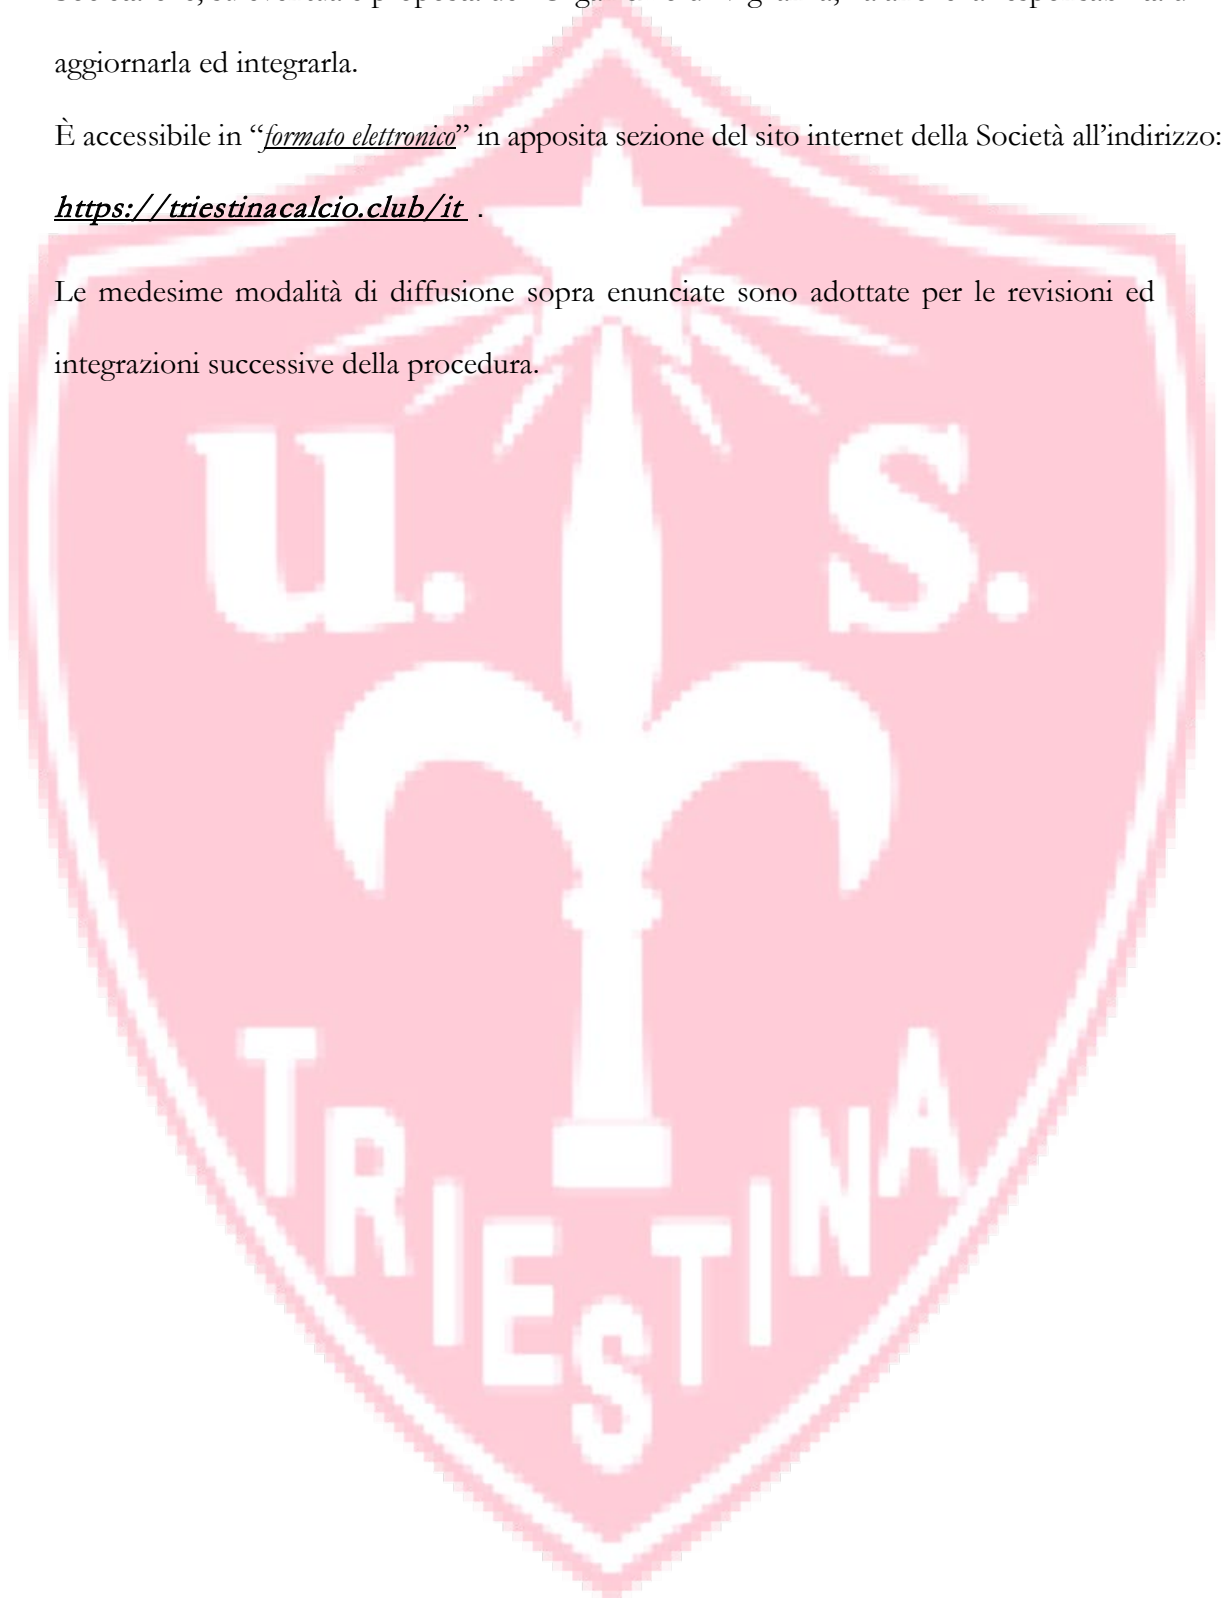 aggiornarla ed integrarla.
È accessibile in “formato elettronico” in apposita sezione del sito internet della Società all’indirizzo:
https://triestinacalcio.club/it .
Le medesime modalità di diffusione sopra enunciate sono adottate per le revisioni ed
integrazioni successive della procedura.
u. s.
TRIESTINA